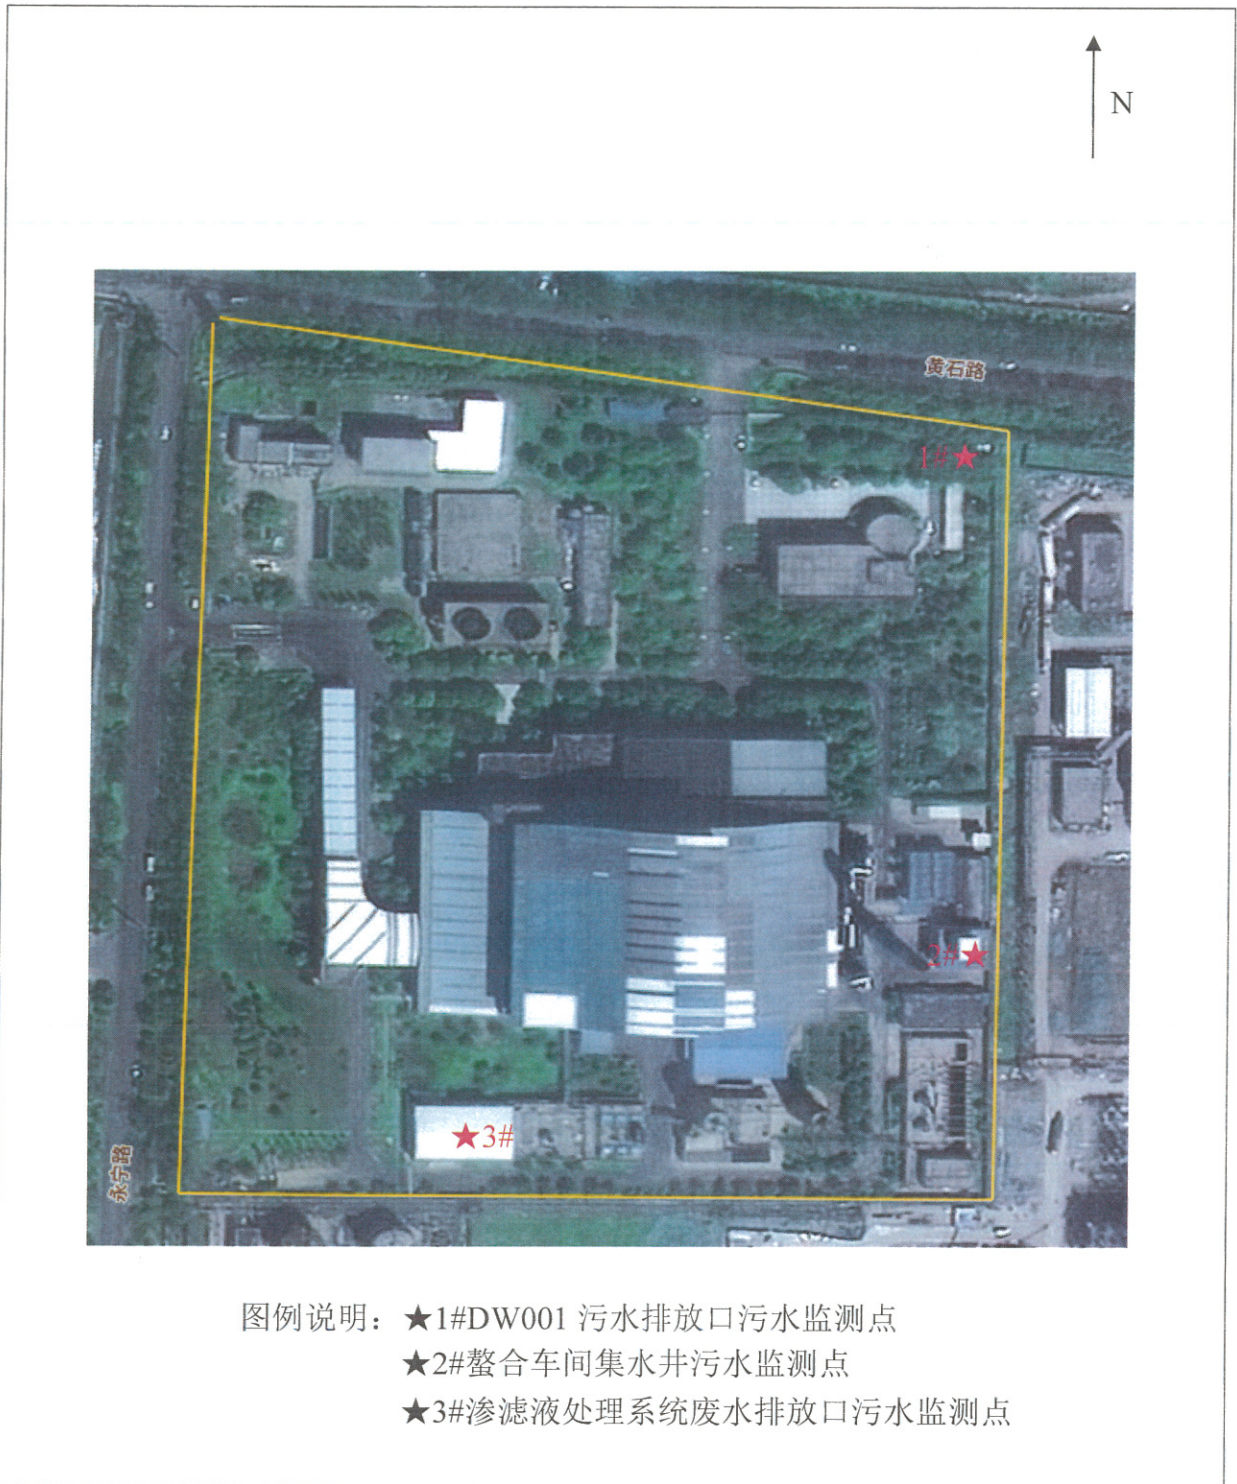 N
黄石路
1#★
2#★
★3#
永宁路
图例说明：★1#DW001 污水排放口污水监测点
★2#螯合车间集水井污水监测点
★3#渗滤液处理系统废水排放口污水监测点